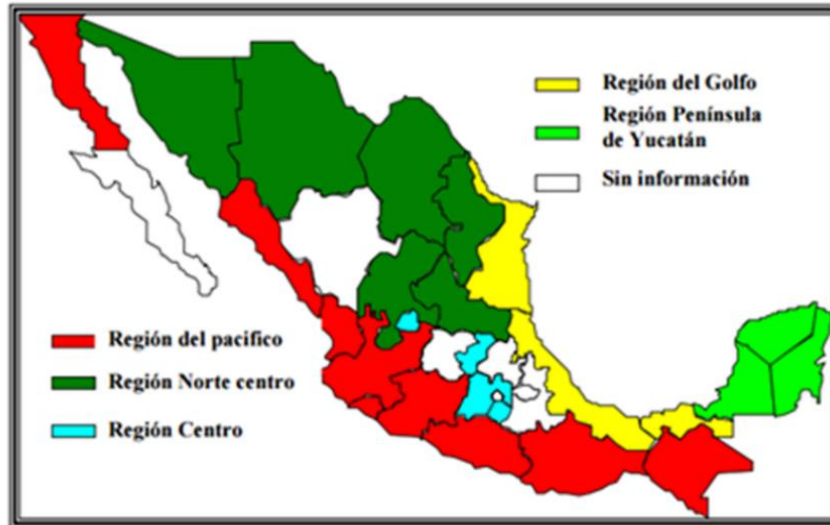 Región del Golfo
Región Península
de Yucatán
Sin información
Región del pacifico
Región Norte centro
Región Centro